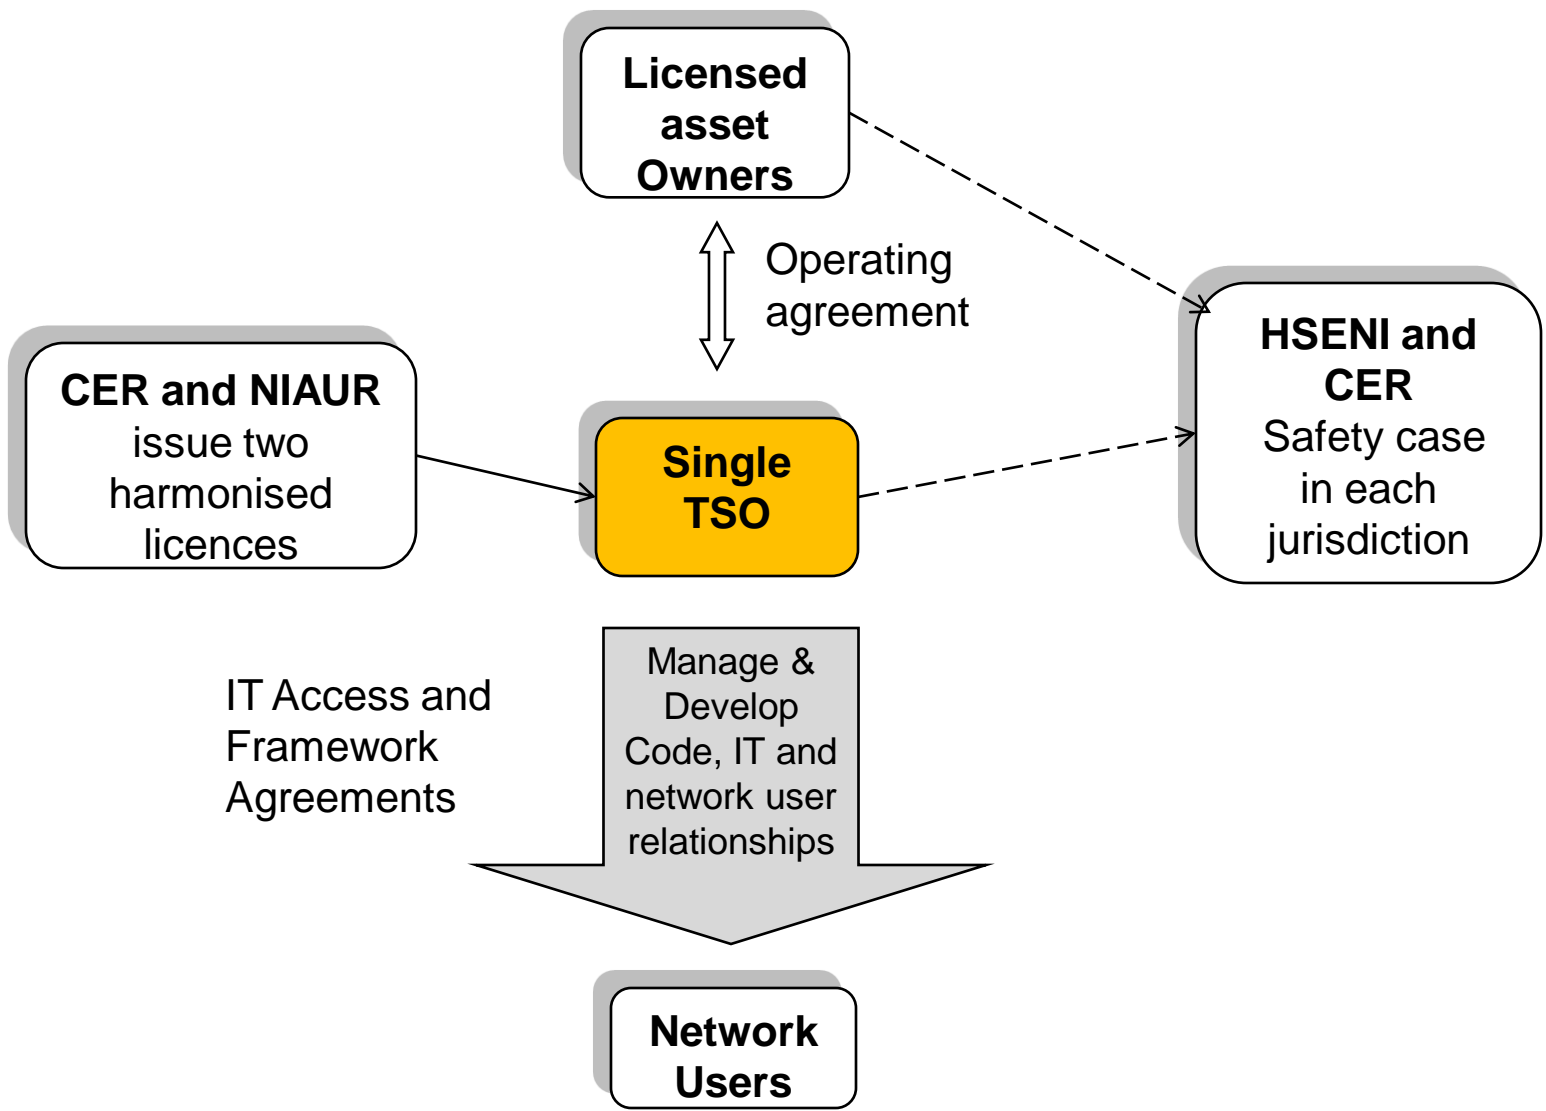 Licensed
asset
Owners
Operating
agreement
HSENI and
CER
Safety case
in each
jurisdiction
CER and NIAUR
issue two
harmonised
licences
Single
TSO
IT Access and
Framework
Agreements
Manage &
Develop
Code, IT and
network user
relationships
Network
Users